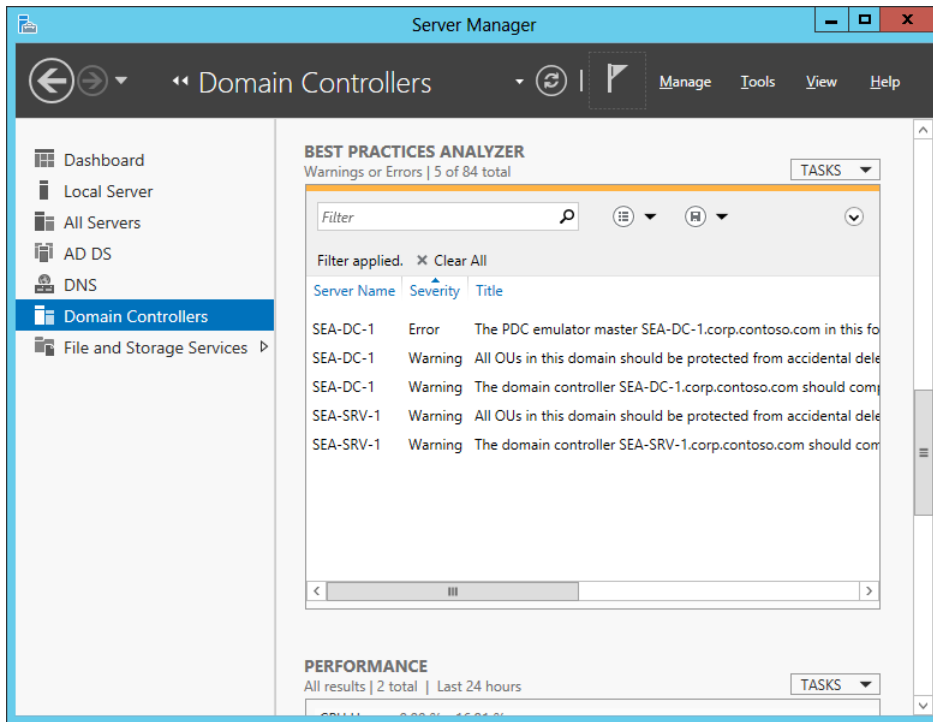 Server Manager
Domain Controllers
Manage Tools View Help
Dashboard
Local Server
All Servers
AD DS
DNS
Domain Controllers
File and Storage Services
BEST PRACTICES ANALYZER
Warnings or Errors | 5 of 84 total
TASKS
Filter
Filter applied. Clear All
Server Name Severity Title
SEA-DC-1 Error The PDC emulator master SEA-DC-1.corp.contoso.com in this fo
SEA-DC-1 Warning All OUs in this domain should be protected from accidental dele
SEA-DC-1 Warning The domain controller SEA-DC-1.corp.contoso.com should comp
SEA-SRV-1 Warning All OUs in this domain should be protected from accidental dele
SEA-SRV-1 Warning The domain controller SEA-SRV-1.corp.contoso.com should com
PERFORMANCE
All results | 2 total | Last 24 hours
TASKS